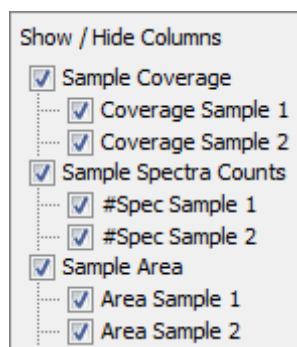 Show / Hide Columns
Sample Coverage
Coverage Sample 1
Coverage Sample 2
Sample Spectra Counts
#Spec Sample 1
#Spec Sample 2
Sample Area
Area Sample 1
Area Sample 2